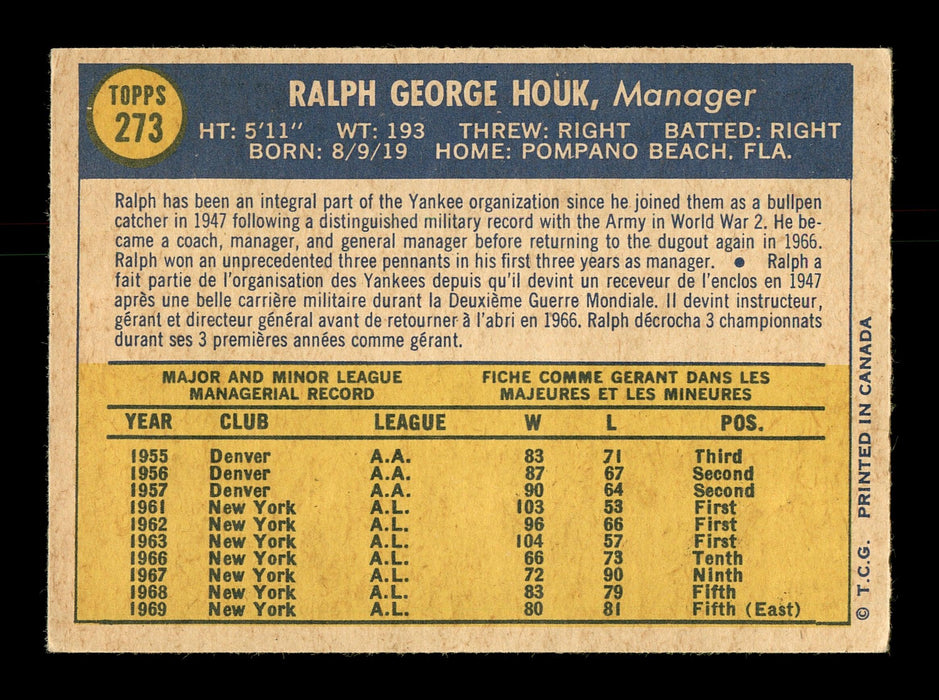 TOPPS
273
RALPH GEORGE HOUK, Manager
HT: 5'11" WT: 193 THREW: RIGHT BATTED: RIGHT
BORN: 8/9/19 HOME: POMPANO BEACH, FLA.
Ralph has been an integral part of the Yankee organization since he joined them as a bullpen
catcher in 1947 following a distinguished military record with the Army in World War 2. He be-
came a coach, manager, and general manager before returning to the dugout again in 1966.
Ralph won an unprecedented three pennants in his first three years as manager. ● Ralph a
fait partie de l'organisation des Yankees depuis qu'il devint un receveur de l'enclos en 1947
après une belle carrière militaire durant la Deuxième Guerre Mondiale. Il devint instructeur,
gérant et directeur général avant de retourner à l'abri en 1966. Ralph décrocha 3 championnats
durant ses 3 premières années comme gérant.
MAJOR AND MINOR LEAGUE
MANAGERIAL RECORD
FICHE COMME GERANT DANS LES
MAJEURES ET LES MINEURES
YEAR CLUB LEAGUE W L POS.
1955 Denver A.A. 83 71 Third
1956 Denver A.A. 87 67 Second
1957 Denver A.A. 90 64 Second
1961 New York A.L. 103 53 First
1962 New York A.L. 96 66 First
1963 New York A.L. 104 57 First
1966 New York A.L. 66 73 Tenth
1967 New York A.L. 72 90 Ninth
1968 New York A.L. 83 79 Fifth
1969 New York A.L. 80 81 Fifth (East)
© T.C.G. PRINTED IN CANADA